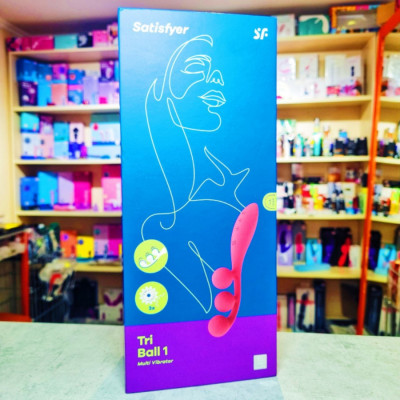 Satisfyer
sf.
Tri
Ball 1
Multi Vibrator